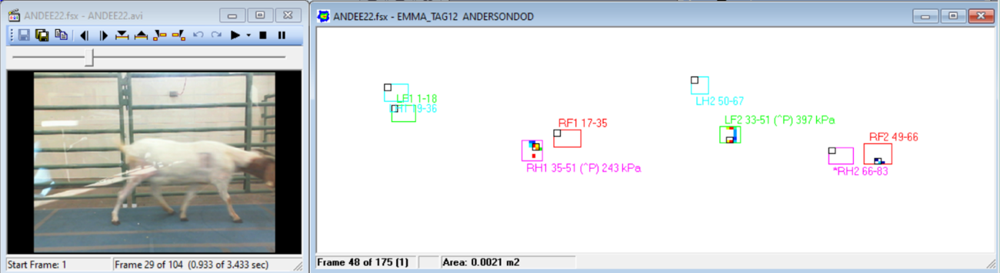 ANDEE22.fsx - ANDEE22.avi
Start Frame: 1
Frame 29 of 104 (0.933 of 3.433 sec)
ANDEE22.fsx - EMMA_TAG12 ANDERSONDOD
LF1 1-18
LH1 19-36
RF1 17-35
RH1 35-51 (^P) 243 kPa
LH2 50-67
LF2 33-51 (^P) 397 kPa
RF2 49-66
*RH2 66-83
Frame 48 of 175 (1)
Area: 0.0021 m2